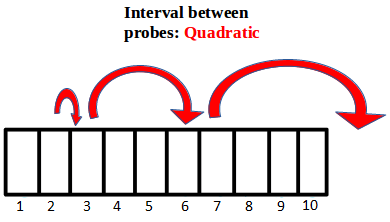 Interval between
probes: Quadratic
1 2 3 4 5 6 7 8 9 10